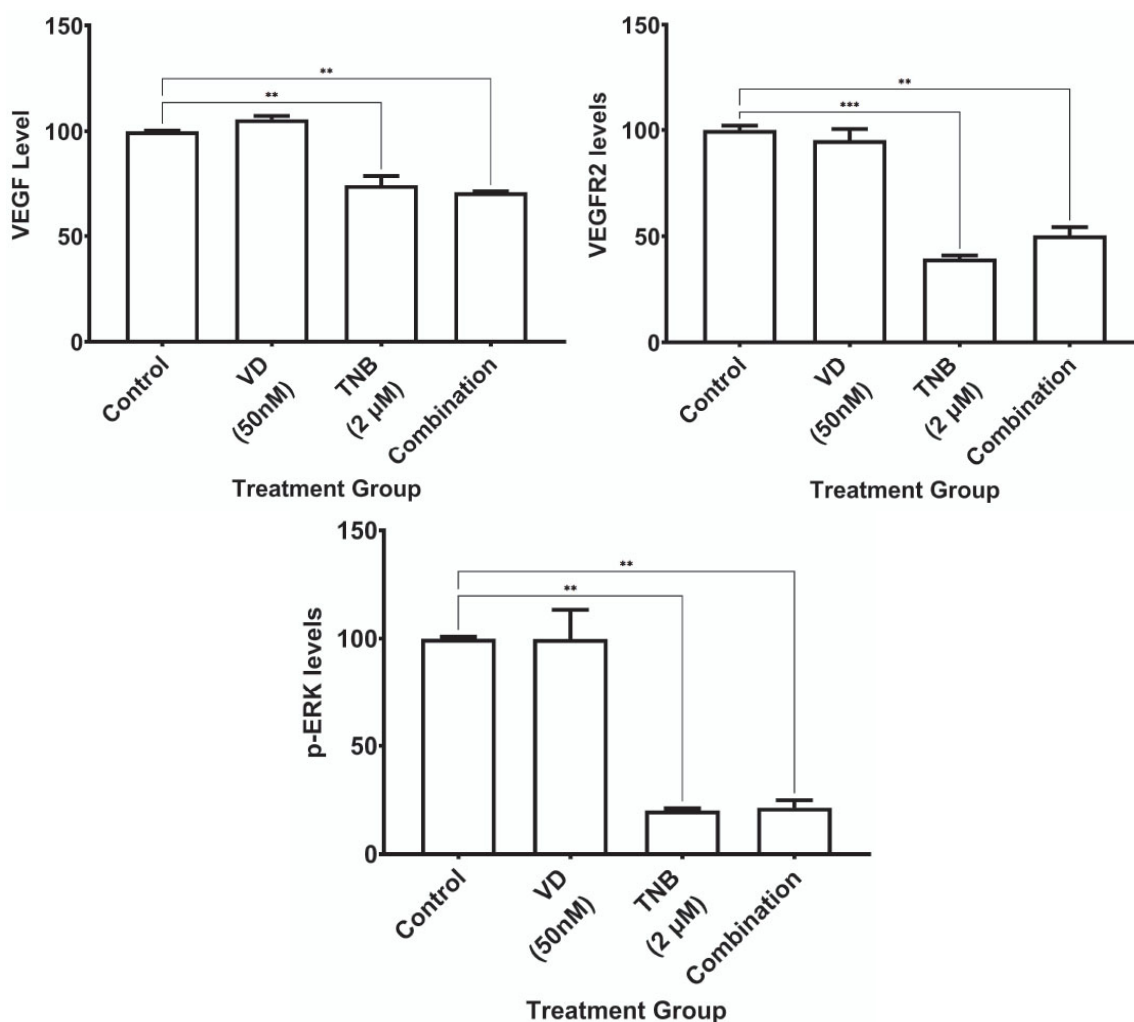 VEGF Level
150
100
50
0
**
**
Control
VD
(50nM)
TNB
(2 µM)
Combination
Treatment Group
VEGFR2 levels
150
100
50
0
**
***
Control
VD
(50nM)
TNB
(2 µM)
Combination
Treatment Group
p-ERK levels
150
100
50
0
**
**
Control
VD
(50nM)
TNB
(2 µM)
Combination
Treatment Group